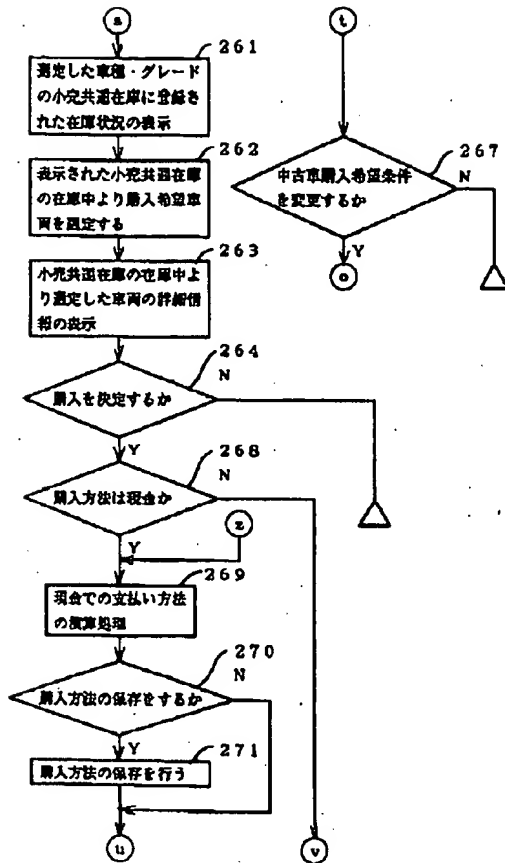 a
261
選定した車種・グレード
の小売共通在庫に登録され
た在庫状況の表示
262
表示された小売共通在庫
の在庫中より購入希望車
両を選定する
263
小売共通在庫の在庫中よ
り選定した車両の詳細情
報の表示
264
購入を決定するか
N
Y
268
購入方法は現金か
N
Y
z
269
現金での支払い方法
の演算処理
270
購入方法の保存をするか
N
Y
271
購入方法の保存を行う
u
v
t
267
中古車購入希望条件
を変更するか
N
Y
o